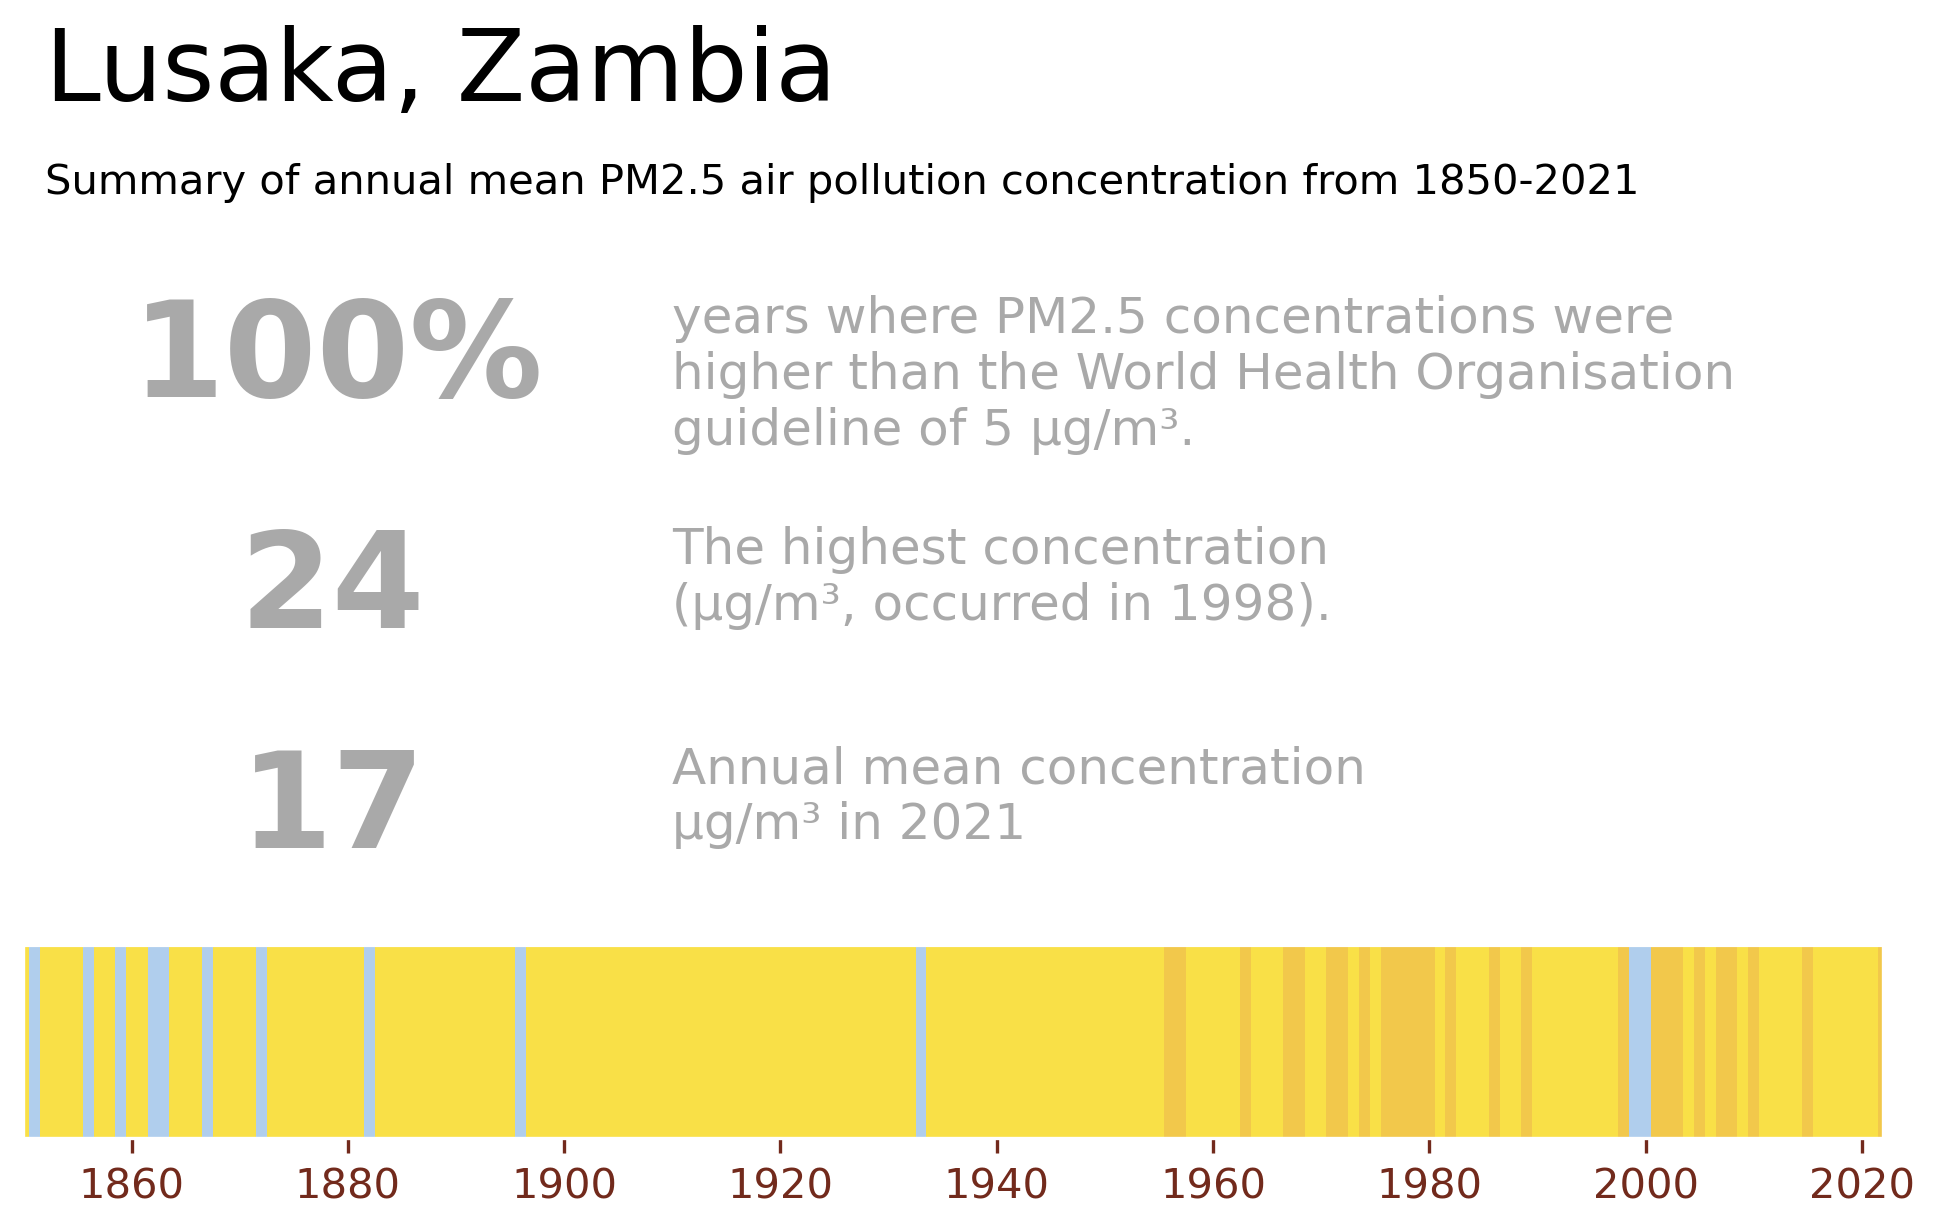 Lusaka, Zambia
Summary of annual mean PM2.5 air pollution concentration from 1850-2021
100%
years where PM2.5 concentrations were
higher than the World Health Organisation
guideline of 5 µg/m³.
24
The highest concentration
(µg/m³, occurred in 1998).
17
Annual mean concentration
µg/m³ in 2021
1860 1880 1900 1920 1940 1960 1980 2000 2020